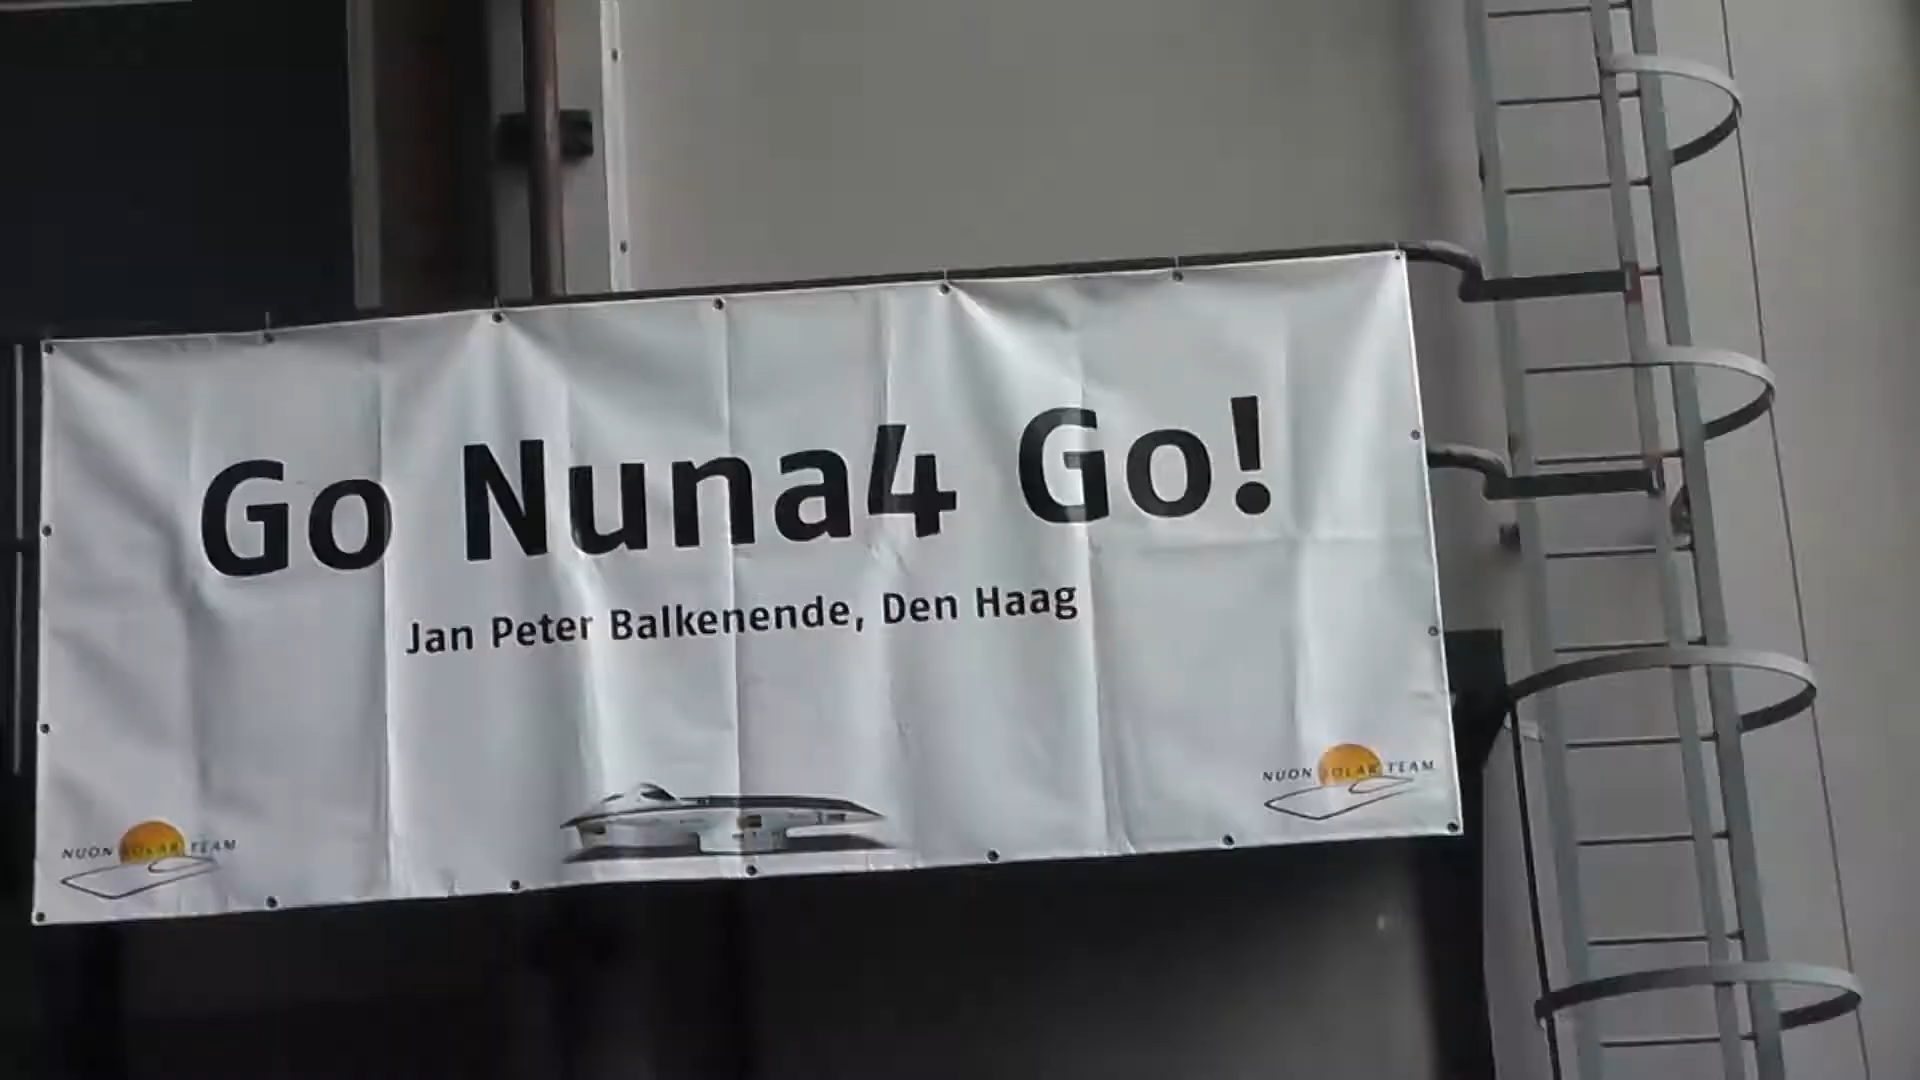 Go Nuna4 Go!
Jan Peter Balkenende, Den Haag
NUON SOLAR TEAM
NUON SOLAR TEAM